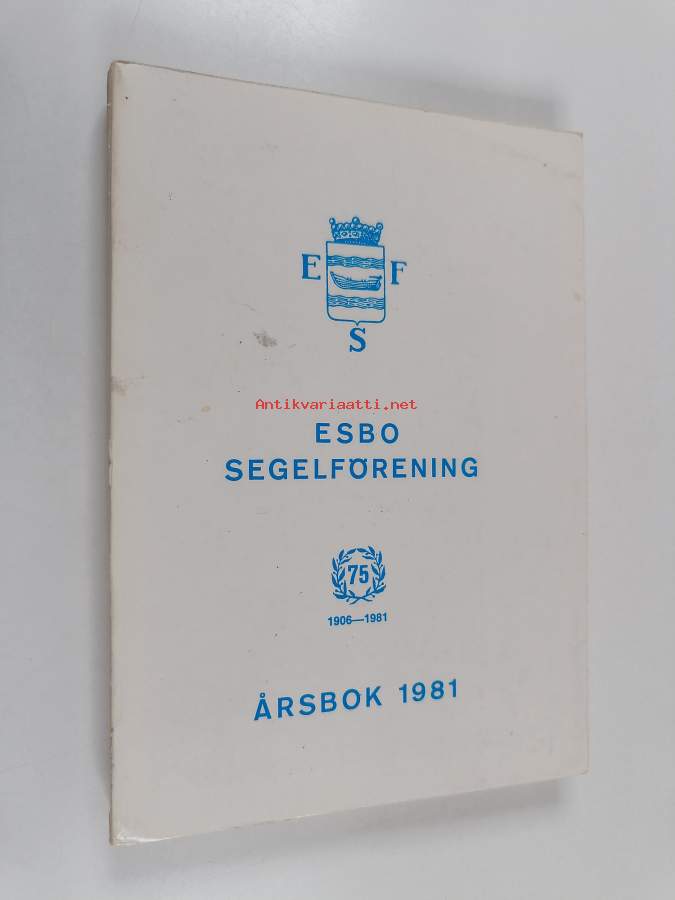 E F
S
Antikvariaatti.net
ESBO
SEGELFÖRENING
75
1906—1981
ÅRSBOK 1981